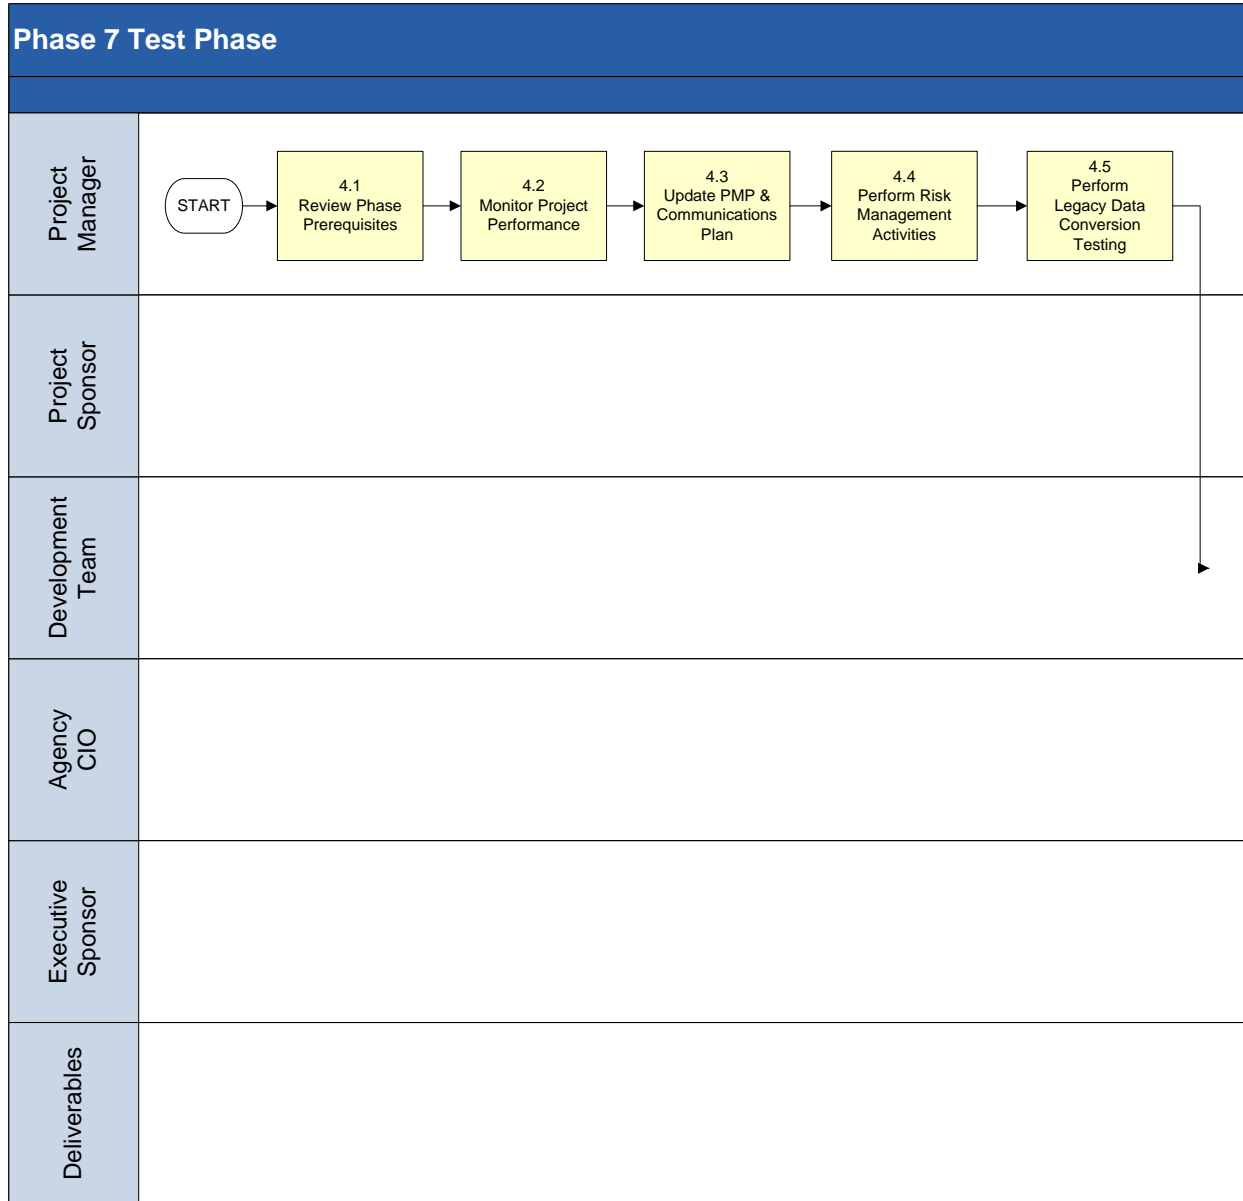 Phase 7 Test Phase
Project
Manager
START
4.1
Review Phase
Prerequisites
4.2
Monitor Project
Performance
4.3
Update PMP &
Communications
Plan
4.4
Perform Risk
Management
Activities
4.5
Perform
Legacy Data
Conversion
Testing
Project
Sponsor
Development
Team
Agency
CIO
Executive
Sponsor
Deliverables